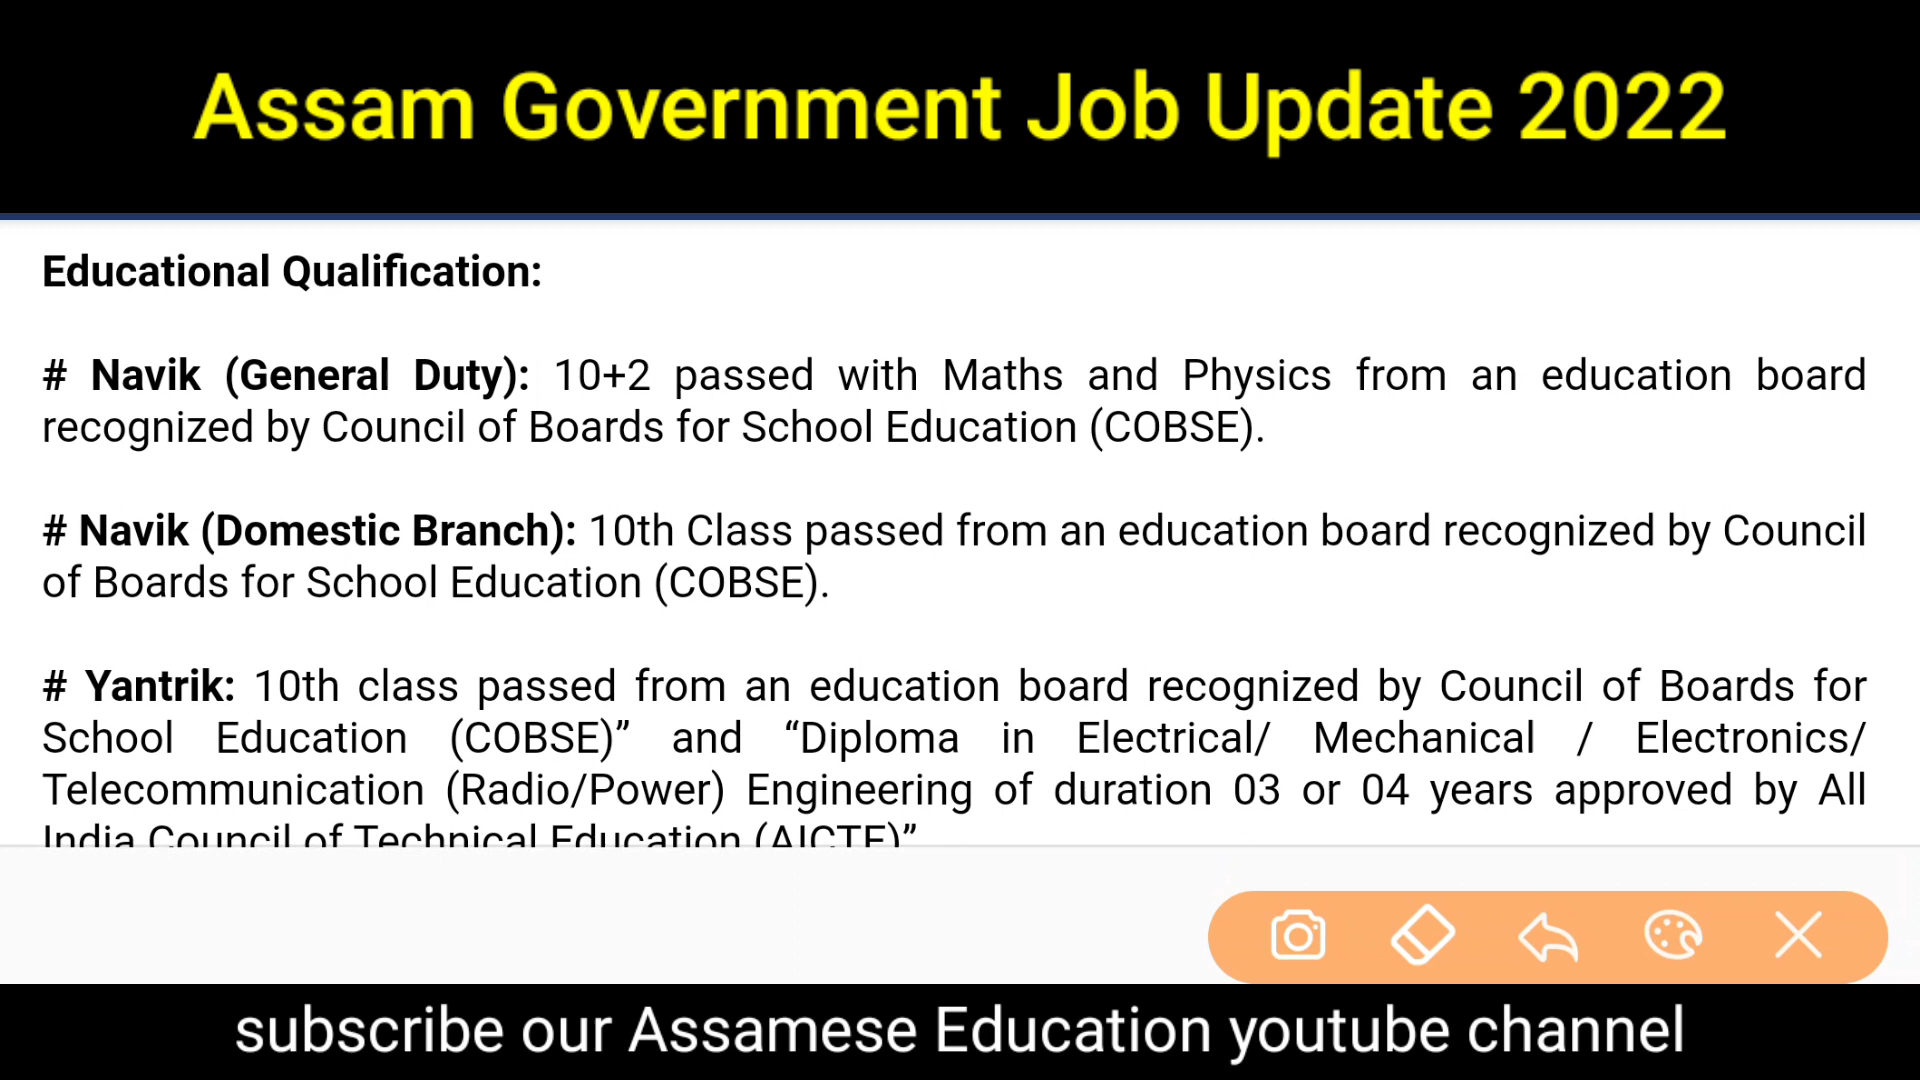 Assam Government Job Update 2022
Educational Qualification:
# Navik (General Duty): 10+2 passed with Maths and Physics from an education board
recognized by Council of Boards for School Education (COBSE).
# Navik (Domestic Branch): 10th Class passed from an education board recognized by Council
of Boards for School Education (COBSE).
# Yantrik: 10th class passed from an education board recognized by Council of Boards for
School Education (COBSE)” and “Diploma in Electrical/ Mechanical / Electronics/
Telecommunication (Radio/Power) Engineering of duration 03 or 04 years approved by All
India Council of Technical Education (AICTE)”
subscribe our Assamese Education youtube channel